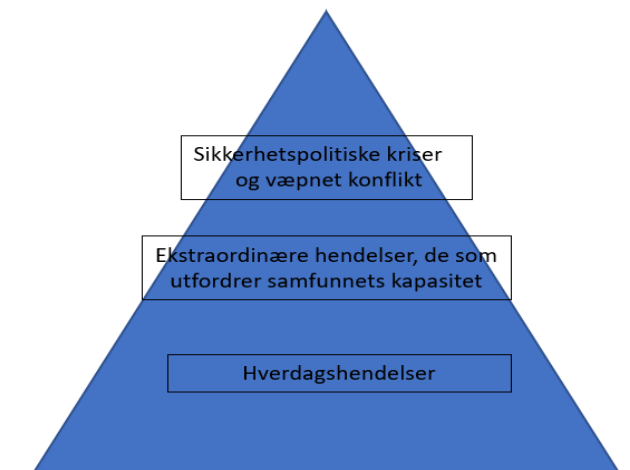 Sikkerhetspolitiske kriser
og væpnet konflikt
Ekstraordinære hendelser, de som
utfordrer samfunnets kapasitet
Hverdagshendelser